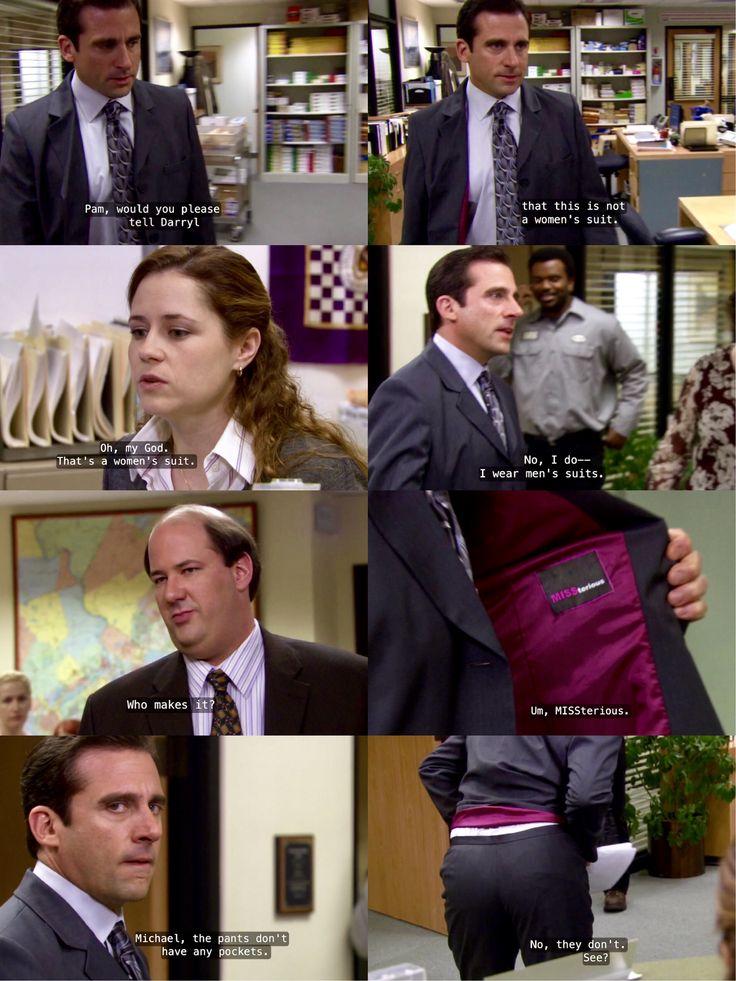 Pam, would you please
tell Darryl
that this is not
a women's suit.
Oh, my God.
That's a women's suit.
No, I do--
I wear men's suits.
Who makes it?
MISSterious
Um, MISSterious.
Michael, the pants don't
have any pockets.
No, they don't.
See?